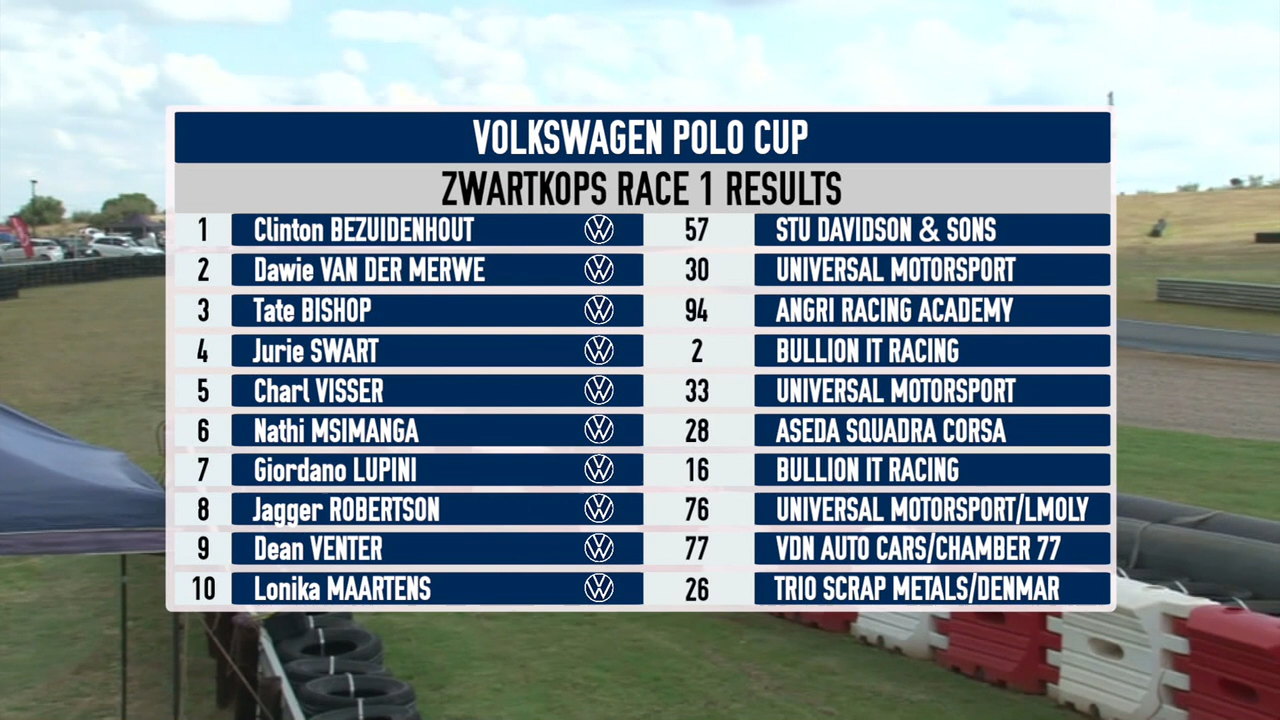 VOLKSWAGEN POLO CUP
ZWARTKOPS RACE 1 RESULTS
1 Clinton BEZUIDENHOUT 57 STU DAVIDSON & SONS
2 Dawie VAN DER MERWE 30 UNIVERSAL MOTORSPORT
3 Tate BISHOP 94 ANGRI RACING ACADEMY
4 Jurie SWART 2 BULLION IT RACING
5 Charl VISSER 33 UNIVERSAL MOTORSPORT
6 Nathi MSIMANGA 28 ASEDA SQUADRA CORSA
7 Giordano LUPINI 16 BULLION IT RACING
8 Jagger ROBERTSON 76 UNIVERSAL MOTORSPORT/LMOLY
9 Dean VENTER 77 VDN AUTO CARS/CHAMBER 77
10 Lonika MAARTENS 26 TRIO SCRAP METALS/DENMAR